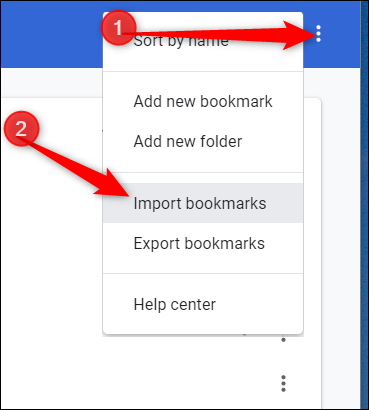 1
Sort by name
Add new bookmark
Add new folder
2
Import bookmarks
Export bookmarks
Help center